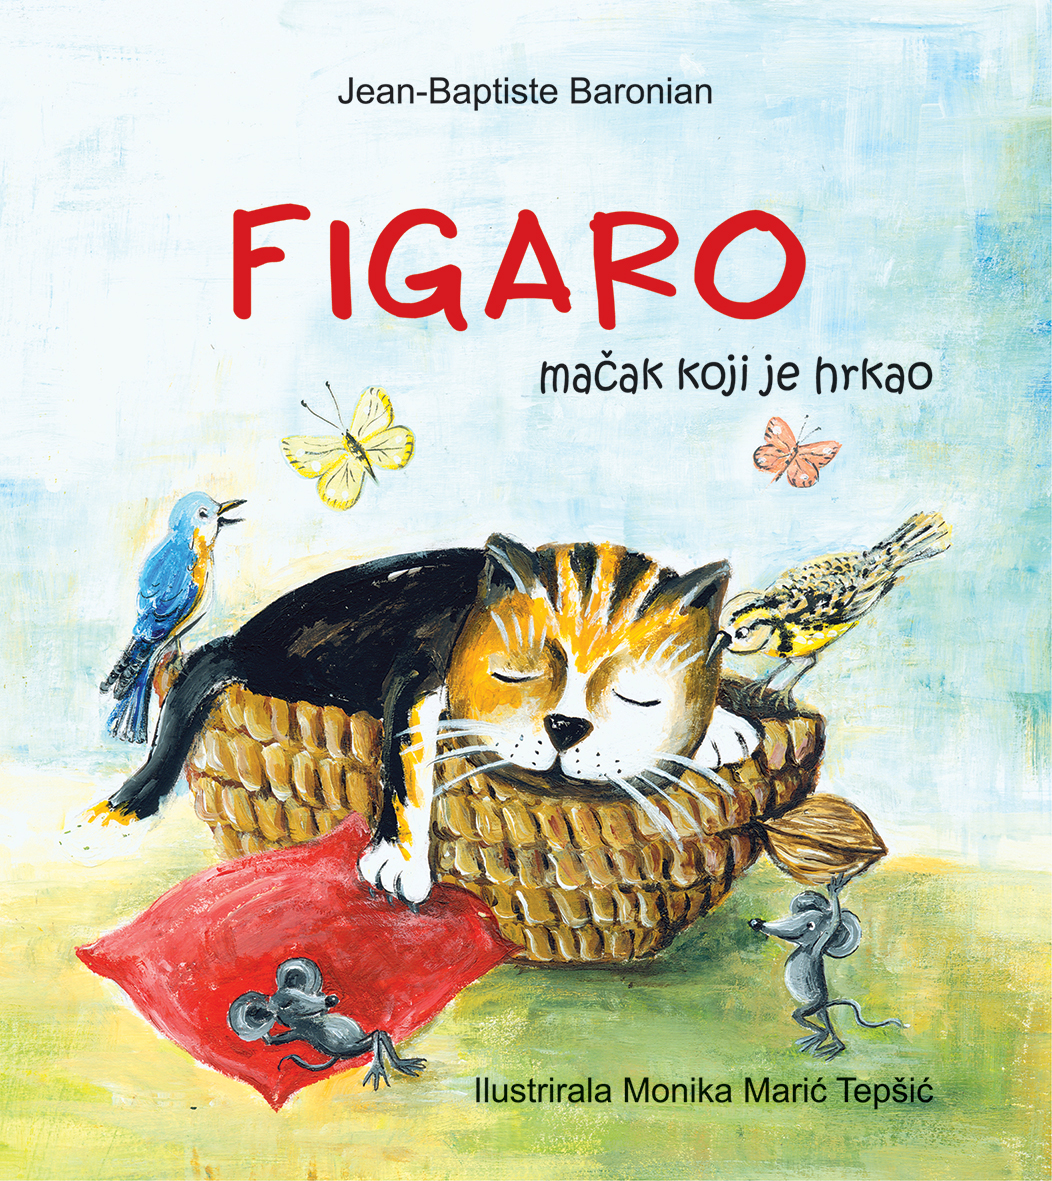 Jean-Baptiste Baronian
FIGARO
mačak koji je hrkao
Ilustrirala Monika Marić Tepšić